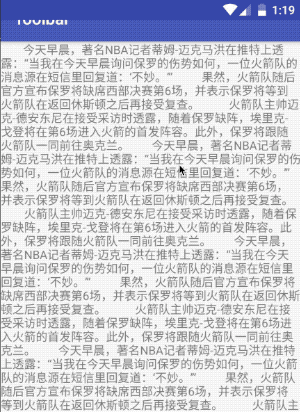 1:19
Toolbar
今天早晨，著名NBA记者蒂姆·迈克马洪在推特上透
露：“当我在今天早晨询问保罗的伤势如何，一位火箭队的
消息源在短信里回复道：‘不妙。’” 果然，火箭队随后
官方宣布保罗将缺席西部决赛第6场，并表示保罗将等到
火箭队在返回休斯顿之后再接受复查。 火箭队主帅迈
克·德安东尼在接受采访时透露，随着保罗缺阵，埃里克·
戈登将在第6场进入火箭的首发阵容。此外，保罗将跟随
火箭队一同前往奥克兰。 今天早晨，著名NBA记者蒂
姆·迈克马洪在推特上透露：“当我在今天早晨询问保罗的伤
势如何，一位火箭队的消息源在短信里回复道：‘不妙。’”
果然，火箭队随后官方宣布保罗将缺席西部决赛第6场，
并表示保罗将等到火箭队在返回休斯顿之后再接受复查。
火箭队主帅迈克·德安东尼在接受采访时透露，随着保
罗缺阵，埃里克·戈登将在第6场进入火箭的首发阵容。此
外，保罗将跟随火箭队一同前往奥克兰。 今天早晨，
著名NBA记者蒂姆·迈克马洪在推特上透露：“当我在今天
早晨询问保罗的伤势如何，一位火箭队的消息源在短信里
回复道：‘不妙。’” 果然，火箭队随后官方宣布保罗将
缺席西部决赛第6场，并表示保罗将等到火箭队在返回休斯
顿之后再接受复查。 火箭队主帅迈克·德安东尼在接
受采访时透露，随着保罗缺阵，埃里克·戈登将在第6场进
入火箭的首发阵容。此外，保罗将跟随火箭队一同前往奥
克兰。 今天早晨，著名NBA记者蒂姆·迈克马洪在推特
上透露：“当我在今天早晨询问保罗的伤势如何，一位火箭
队的消息源在短信里回复道：‘不妙。’” 果然，火箭队
随后官方宣布保罗将缺席西部决赛第6场，并表示保罗将
等到火箭队在返回休斯顿之后再接受复查。 火箭队主